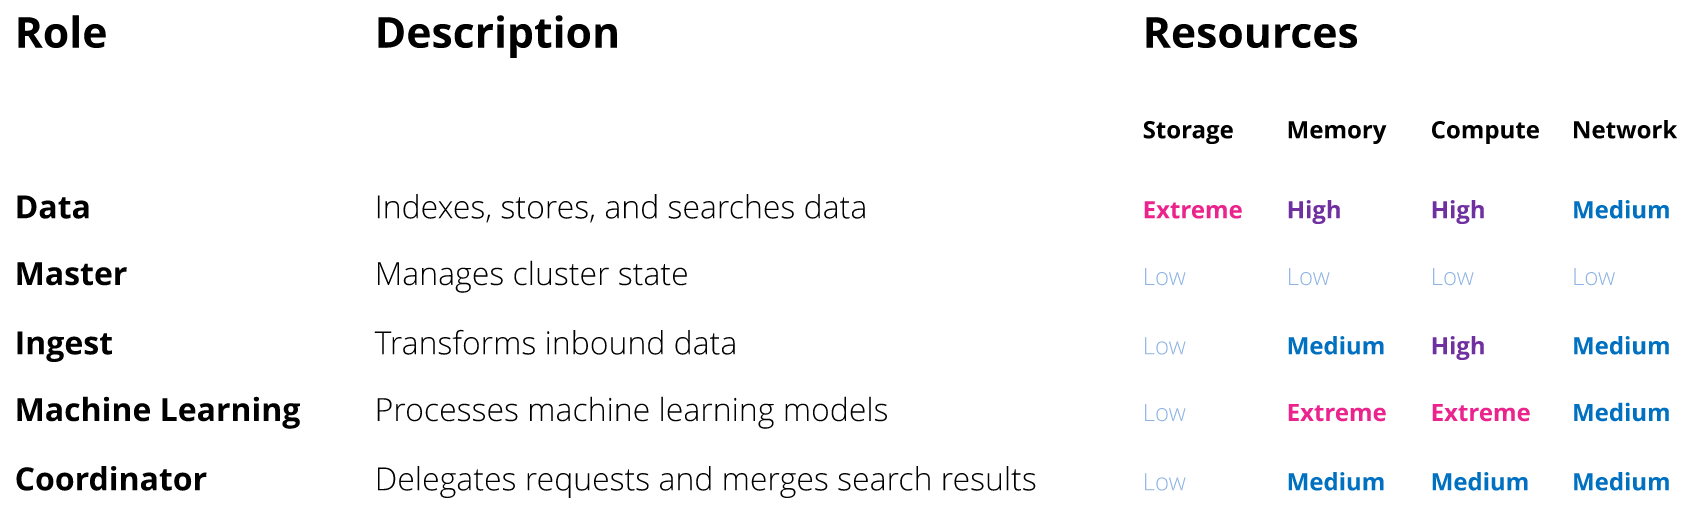 Role Description Resources
Storage Memory Compute Network
Data Indexes, stores, and searches data Extreme High High Medium
Master Manages cluster state Low Low Low Low
Ingest Transforms inbound data Low Medium High Medium
Machine Learning Processes machine learning models Low Extreme Extreme Medium
Coordinator Delegates requests and merges search results Low Medium Medium Medium